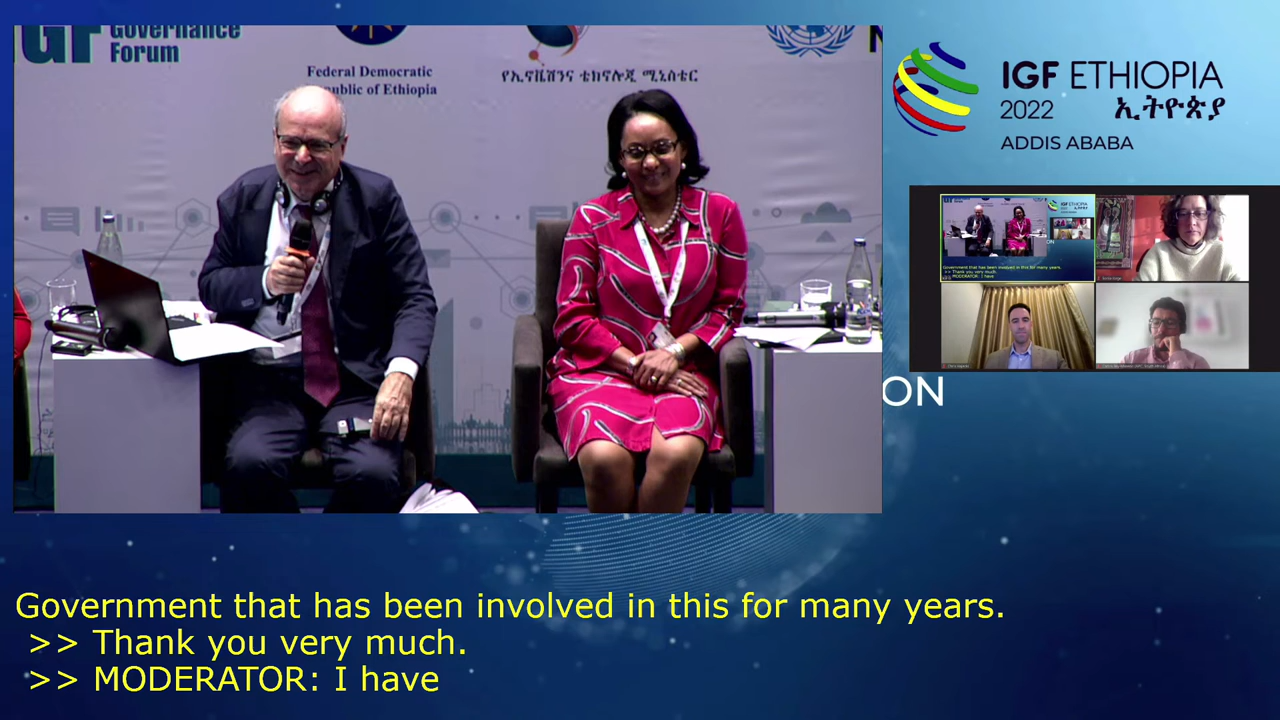 IGF
Governance
Forum
Federal Democratic
Republic of Ethiopia
የኢኖቬሽንና ቴክኖሎጂ ሚኒስቴር
IGF ETHIOPIA
2022 ኢትዮጵያ
ADDIS ABABA
ON
Government that has been involved in this for many years.
>> Thank you very much.
>> MODERATOR: I have